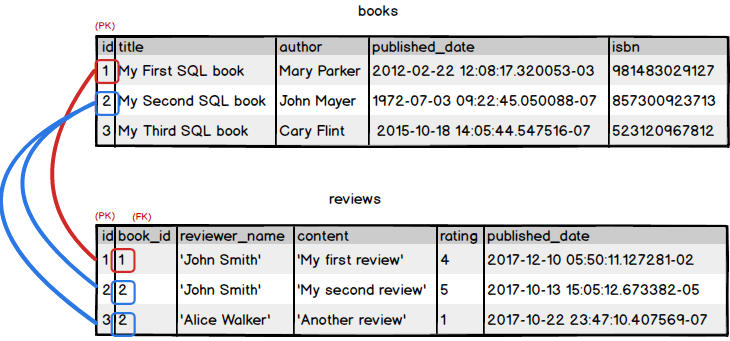 books
(PK)
id title author published_date isbn
1 My First SQL book Mary Parker 2012-02-22 12:08:17.320053-03 981483029127
2 My Second SQL book John Mayer 1972-07-03 09:22:45.050088-07 857300923713
3 My Third SQL book Cary Flint 2015-10-18 14:05:44.547516-07 523120967812
reviews
(PK) (FK)
id book_id reviewer_name content rating published_date
1 1 'John Smith' 'My first review' 4 2017-12-10 05:50:11.127281-02
2 2 'John Smith' 'My second review' 5 2017-10-13 15:05:12.673382-05
3 2 'Alice Walker' 'Another review' 1 2017-10-22 23:47:10.407569-07